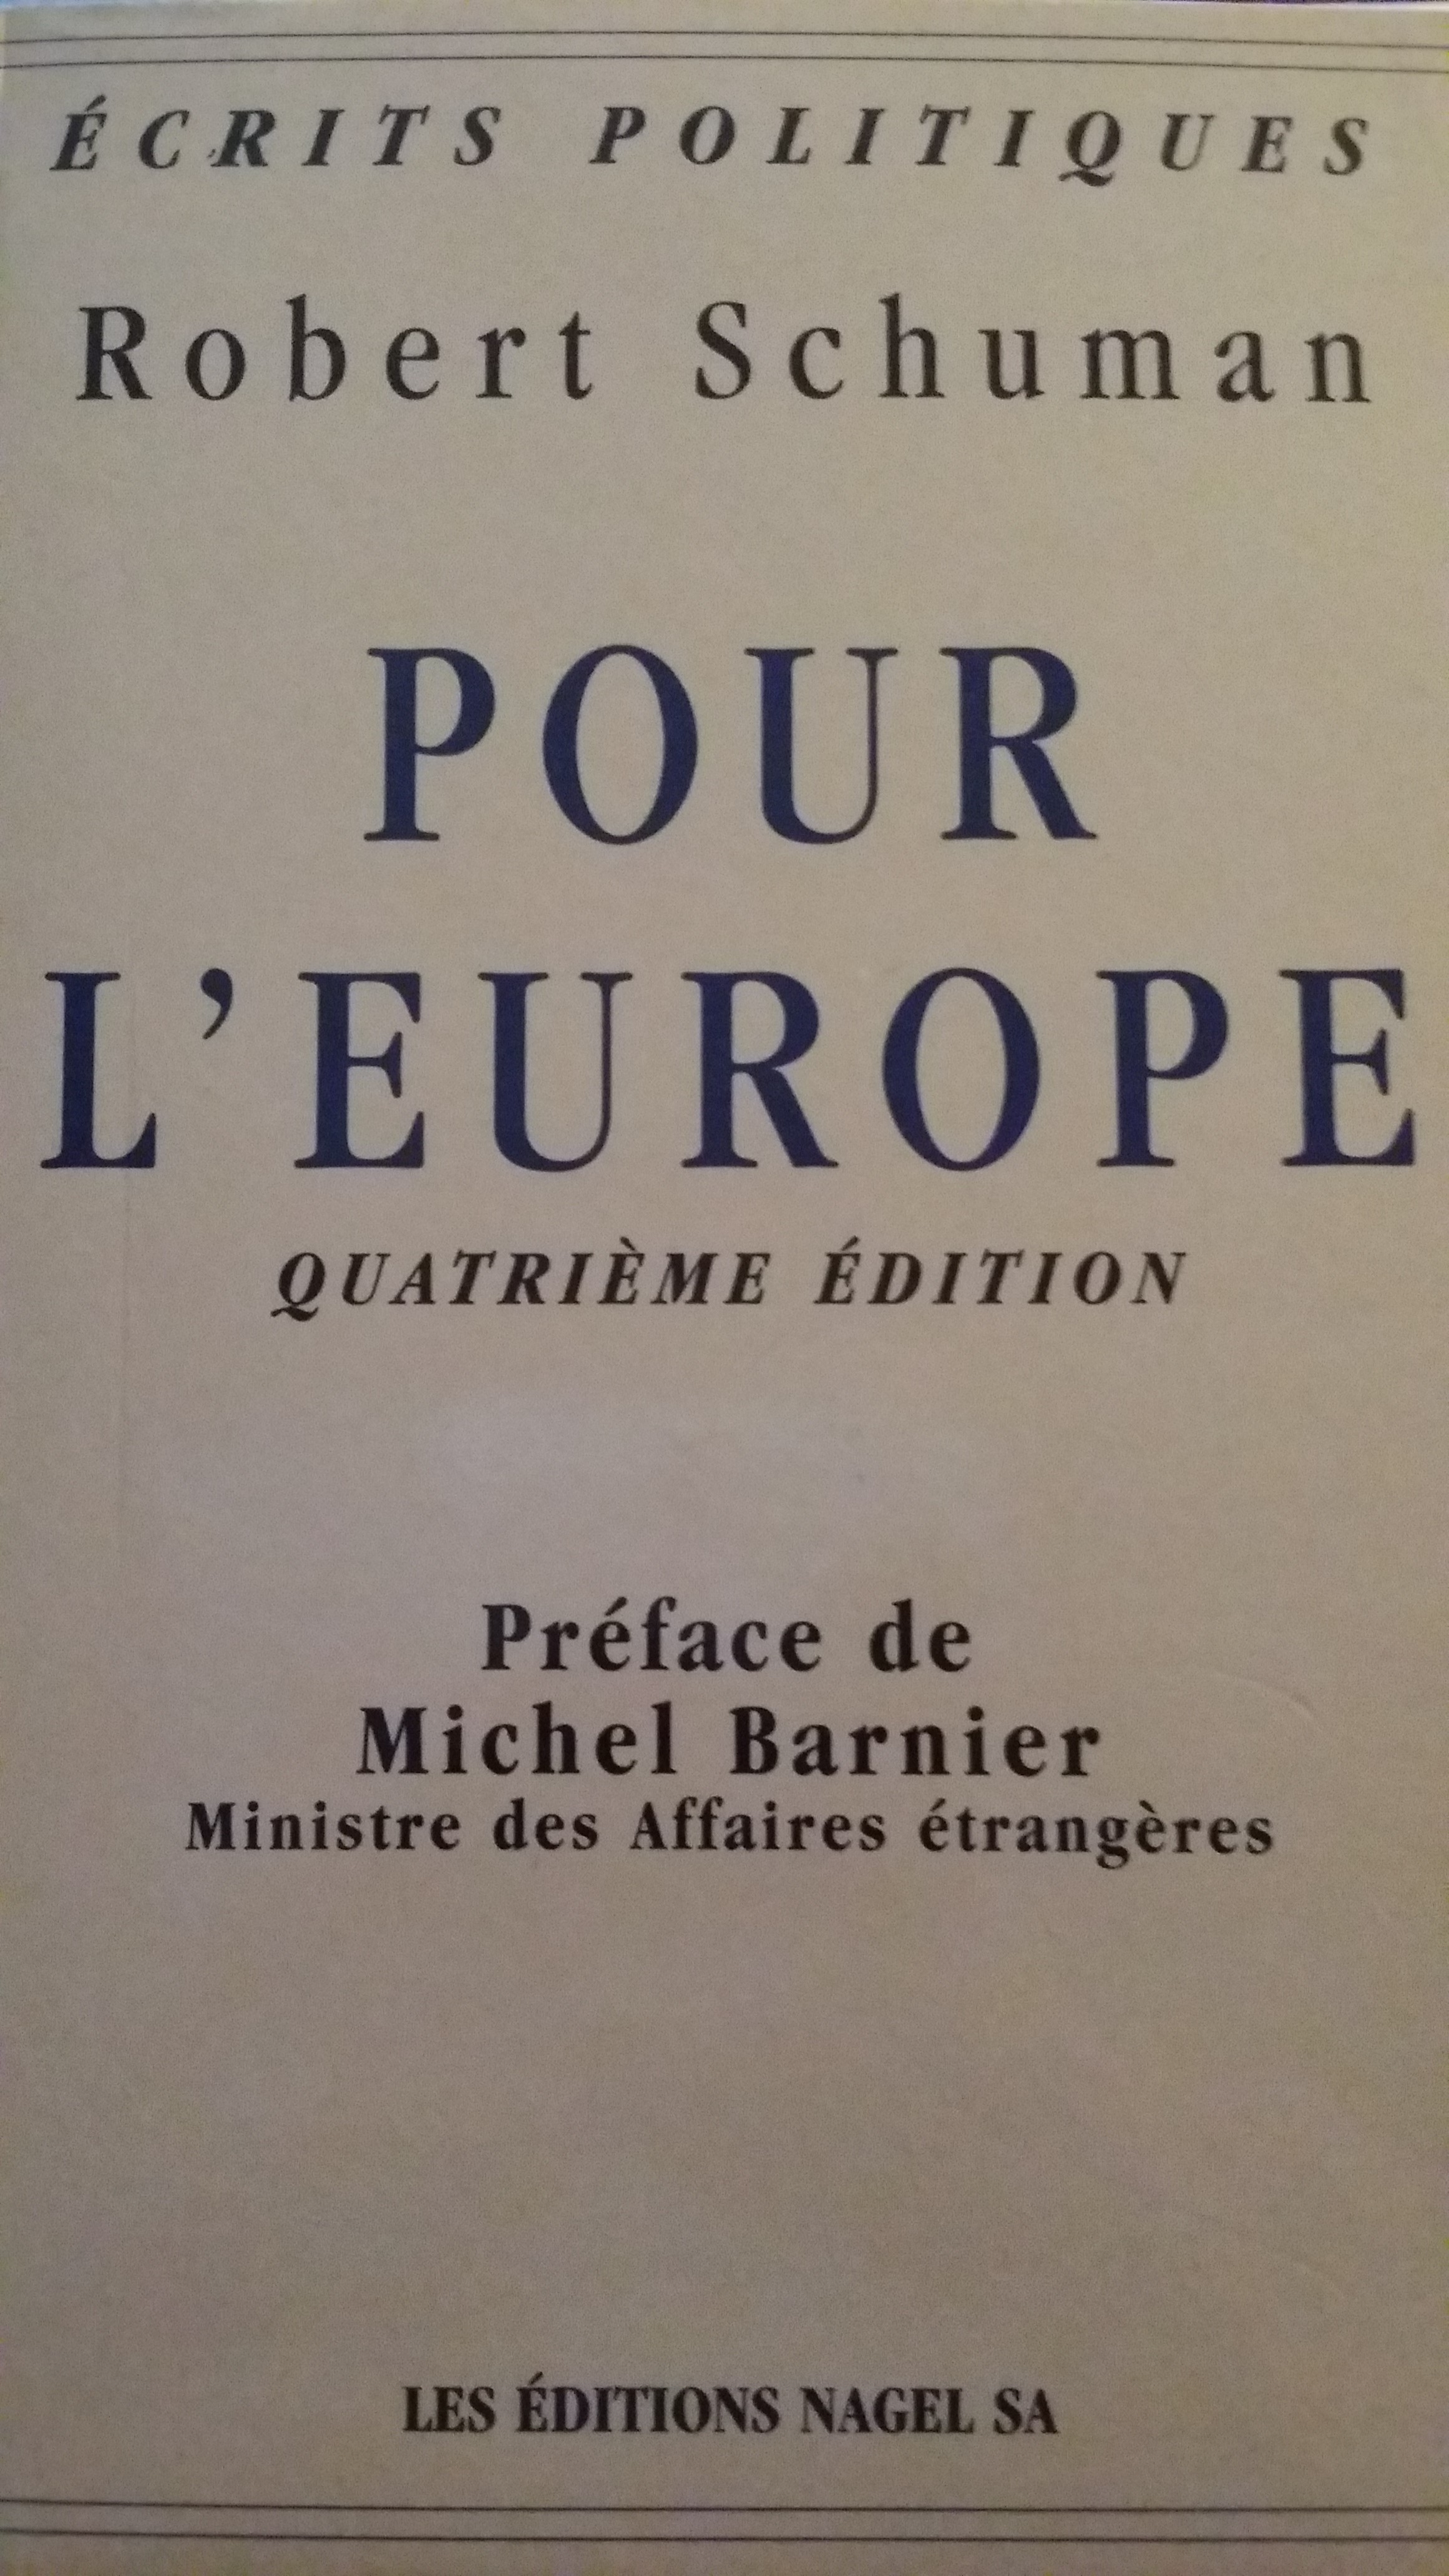 ÉCRITS POLITIQUES
Robert Schuman
POUR
L'EUROPE
QUATRIÈME ÉDITION
Préface de
Michel Barnier
Ministre des Affaires étrangères
LES ÉDITIONS NAGEL SA